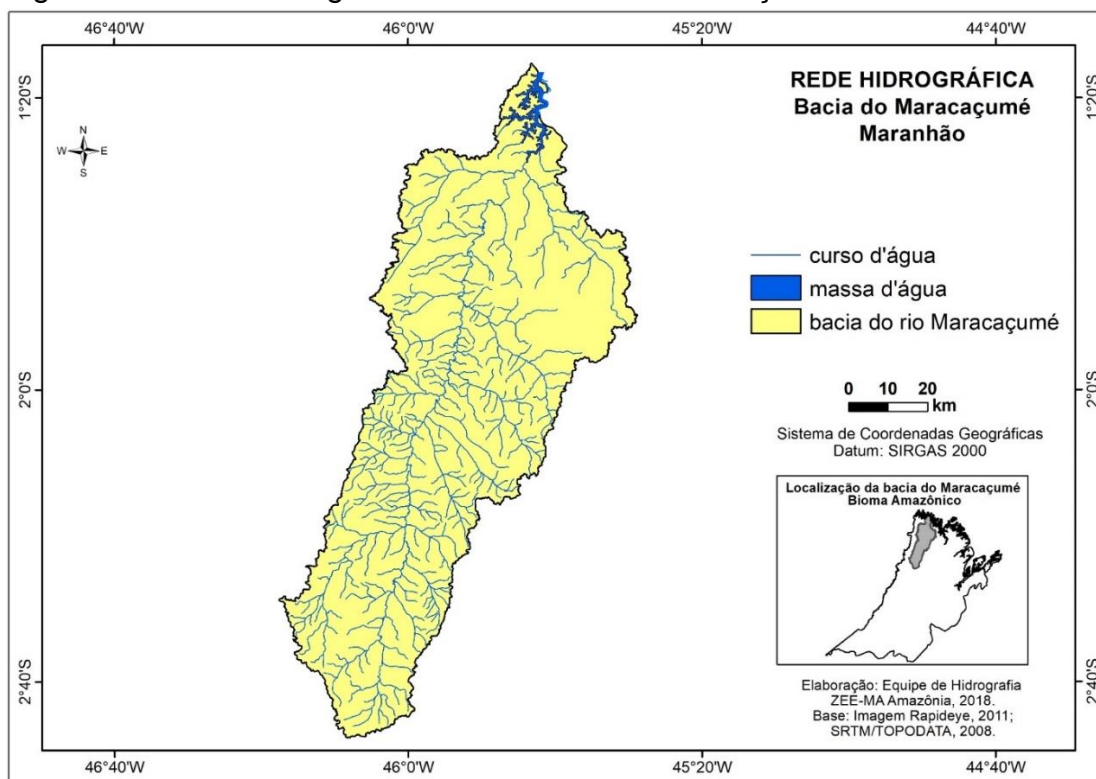 46°40'W 46°0'W 45°20'W 44°40'W
1°20'S 1°20'S
REDE HIDROGRÁFICA
Bacia do Maracaçumé
Maranhão
N
W E
S
curso d'água
massa d'água
bacia do rio Maracaçumé
2°0'S 2°0'S
0 10 20
km
Sistema de Coordenadas Geográficas
Datum: SIRGAS 2000
Localização da bacia do Maracaçumé
Bioma Amazônico
2°40'S 2°40'S
Elaboração: Equipe de Hidrografia
ZEE-MA Amazônia, 2018.
Base: Imagem Rapideye, 2011;
SRTM/TOPODATA, 2008.
46°40'W 46°0'W 45°20'W 44°40'W